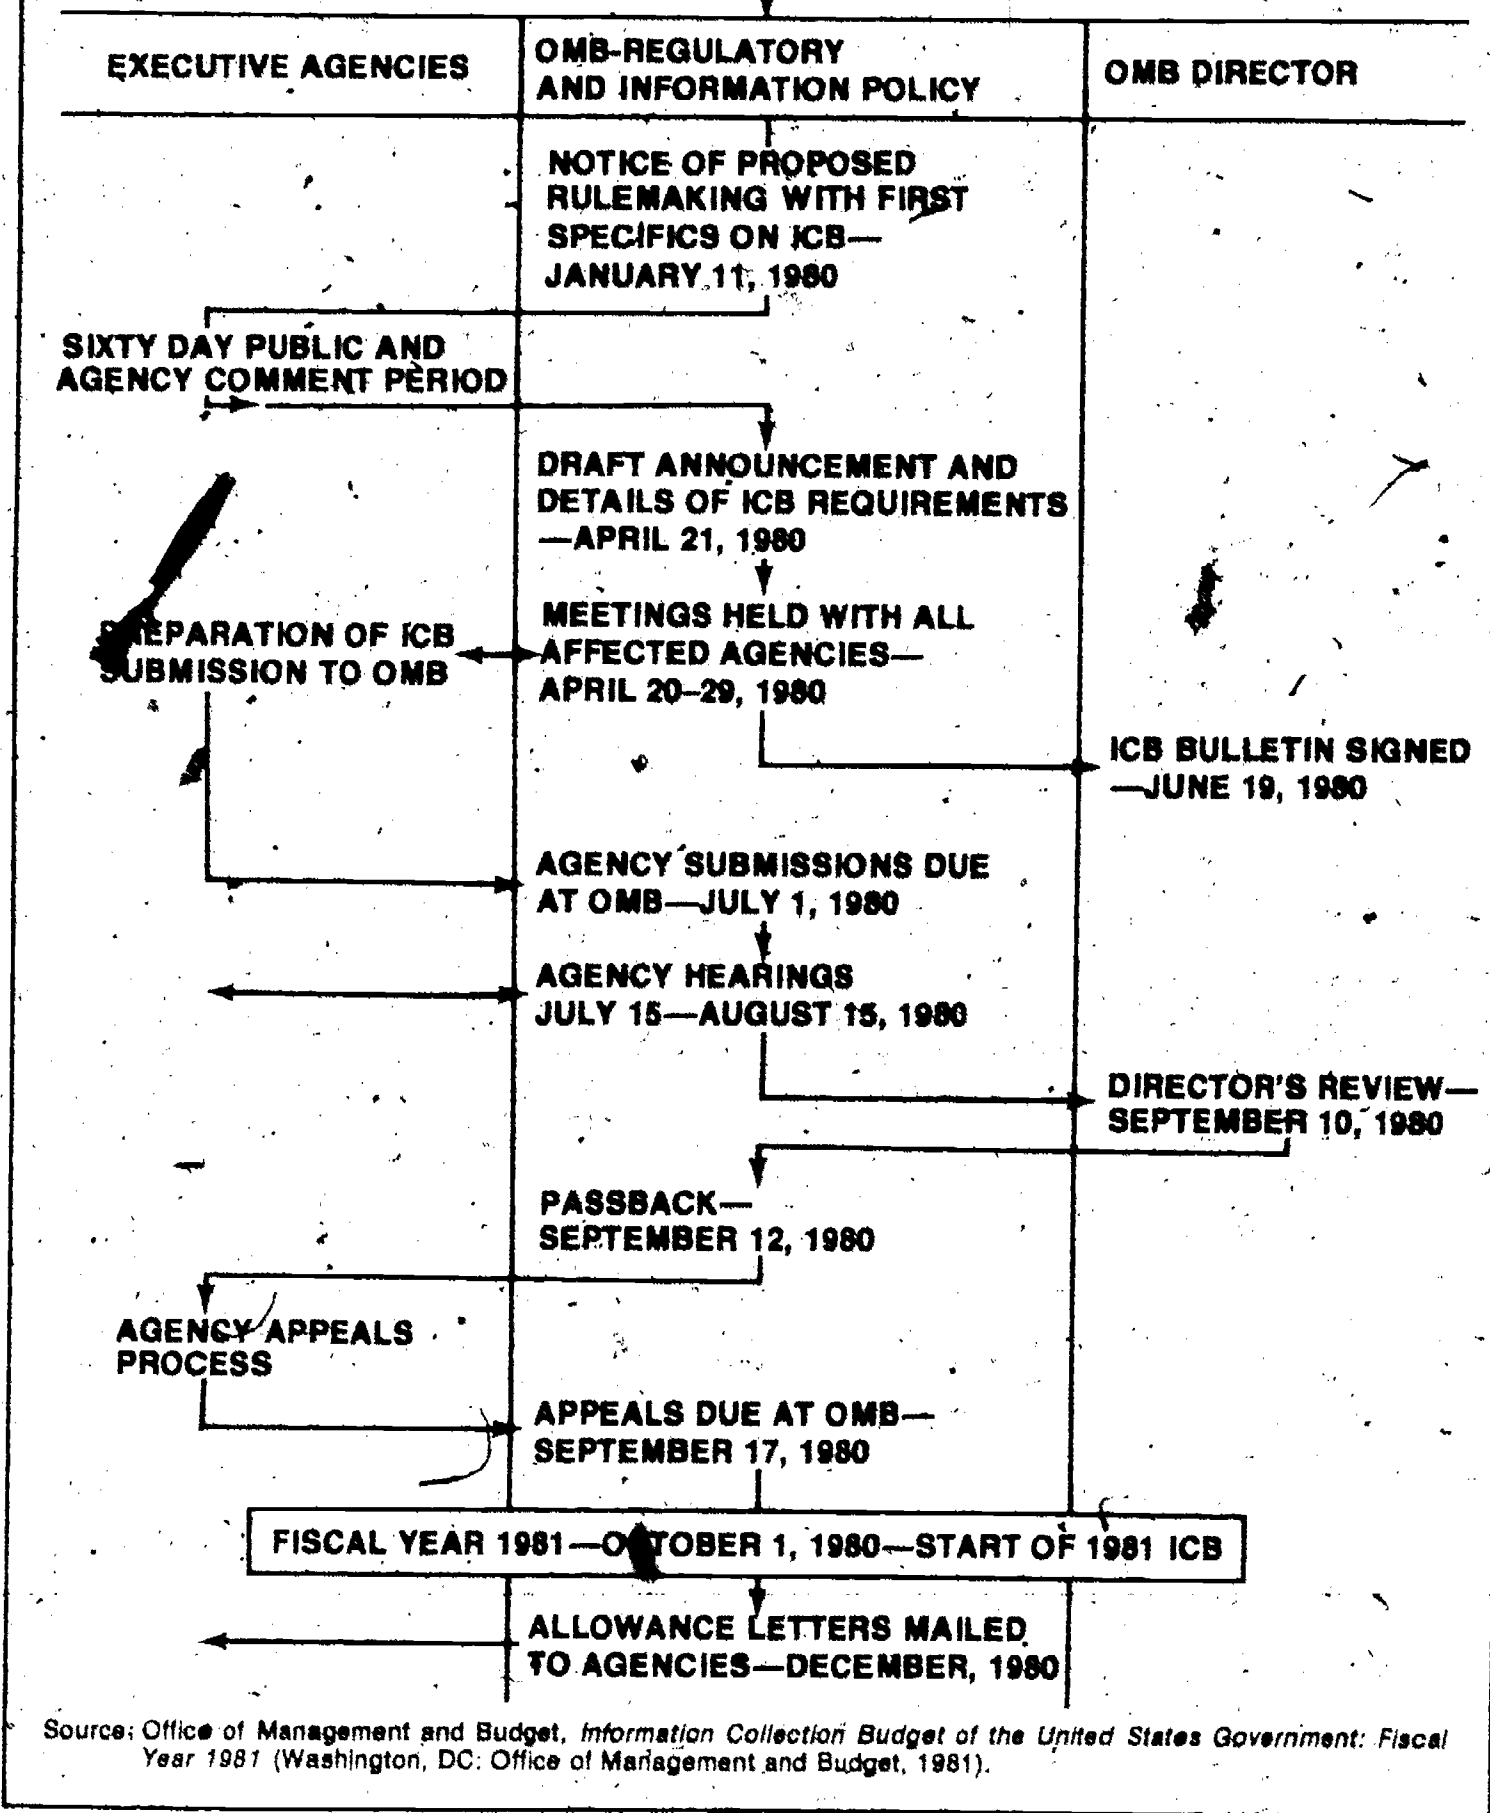 EXECUTIVE AGENCIES
OMB-REGULATORY
AND INFORMATION POLICY
OMB DIRECTOR
NOTICE OF PROPOSED
RULEMAKING WITH FIRST
SPECIFICS ON ICB—
JANUARY 11, 1980
SIXTY DAY PUBLIC AND
AGENCY COMMENT PERIOD
DRAFT ANNOUNCEMENT AND
DETAILS OF ICB REQUIREMENTS
—APRIL 21, 1980
MEETINGS HELD WITH ALL
AFFECTED AGENCIES—
APRIL 20–29, 1980
PREPARATION OF ICB
SUBMISSION TO OMB
ICB BULLETIN SIGNED
—JUNE 19, 1980
AGENCY SUBMISSIONS DUE
AT OMB—JULY 1, 1980
AGENCY HEARINGS
JULY 15—AUGUST 15, 1980
DIRECTOR'S REVIEW—
SEPTEMBER 10, 1980
PASSBACK—
SEPTEMBER 12, 1980
AGENCY APPEALS
PROCESS
APPEALS DUE AT OMB—
SEPTEMBER 17, 1980
FISCAL YEAR 1981—OCTOBER 1, 1980—START OF 1981 ICB
ALLOWANCE LETTERS MAILED
TO AGENCIES—DECEMBER, 1980
Source: Office of Management and Budget, Information Collection Budget of the United States Government: Fiscal
Year 1981 (Washington, DC: Office of Management and Budget, 1981).